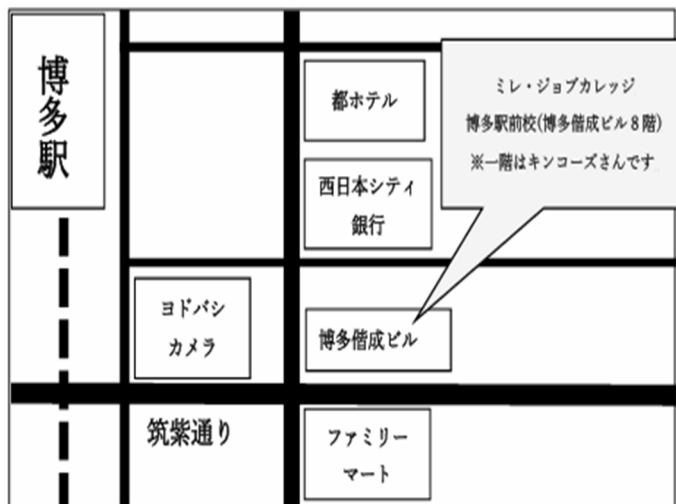 博多駅
都ホテル
ミレ・ジョブカレッジ
博多駅前校(博多偕成ビル8階)
※一階はキンコーズさんです
西日本シティ
銀行
ヨドバシ
カメラ
博多偕成ビル
筑紫通り
ファミリー
マート